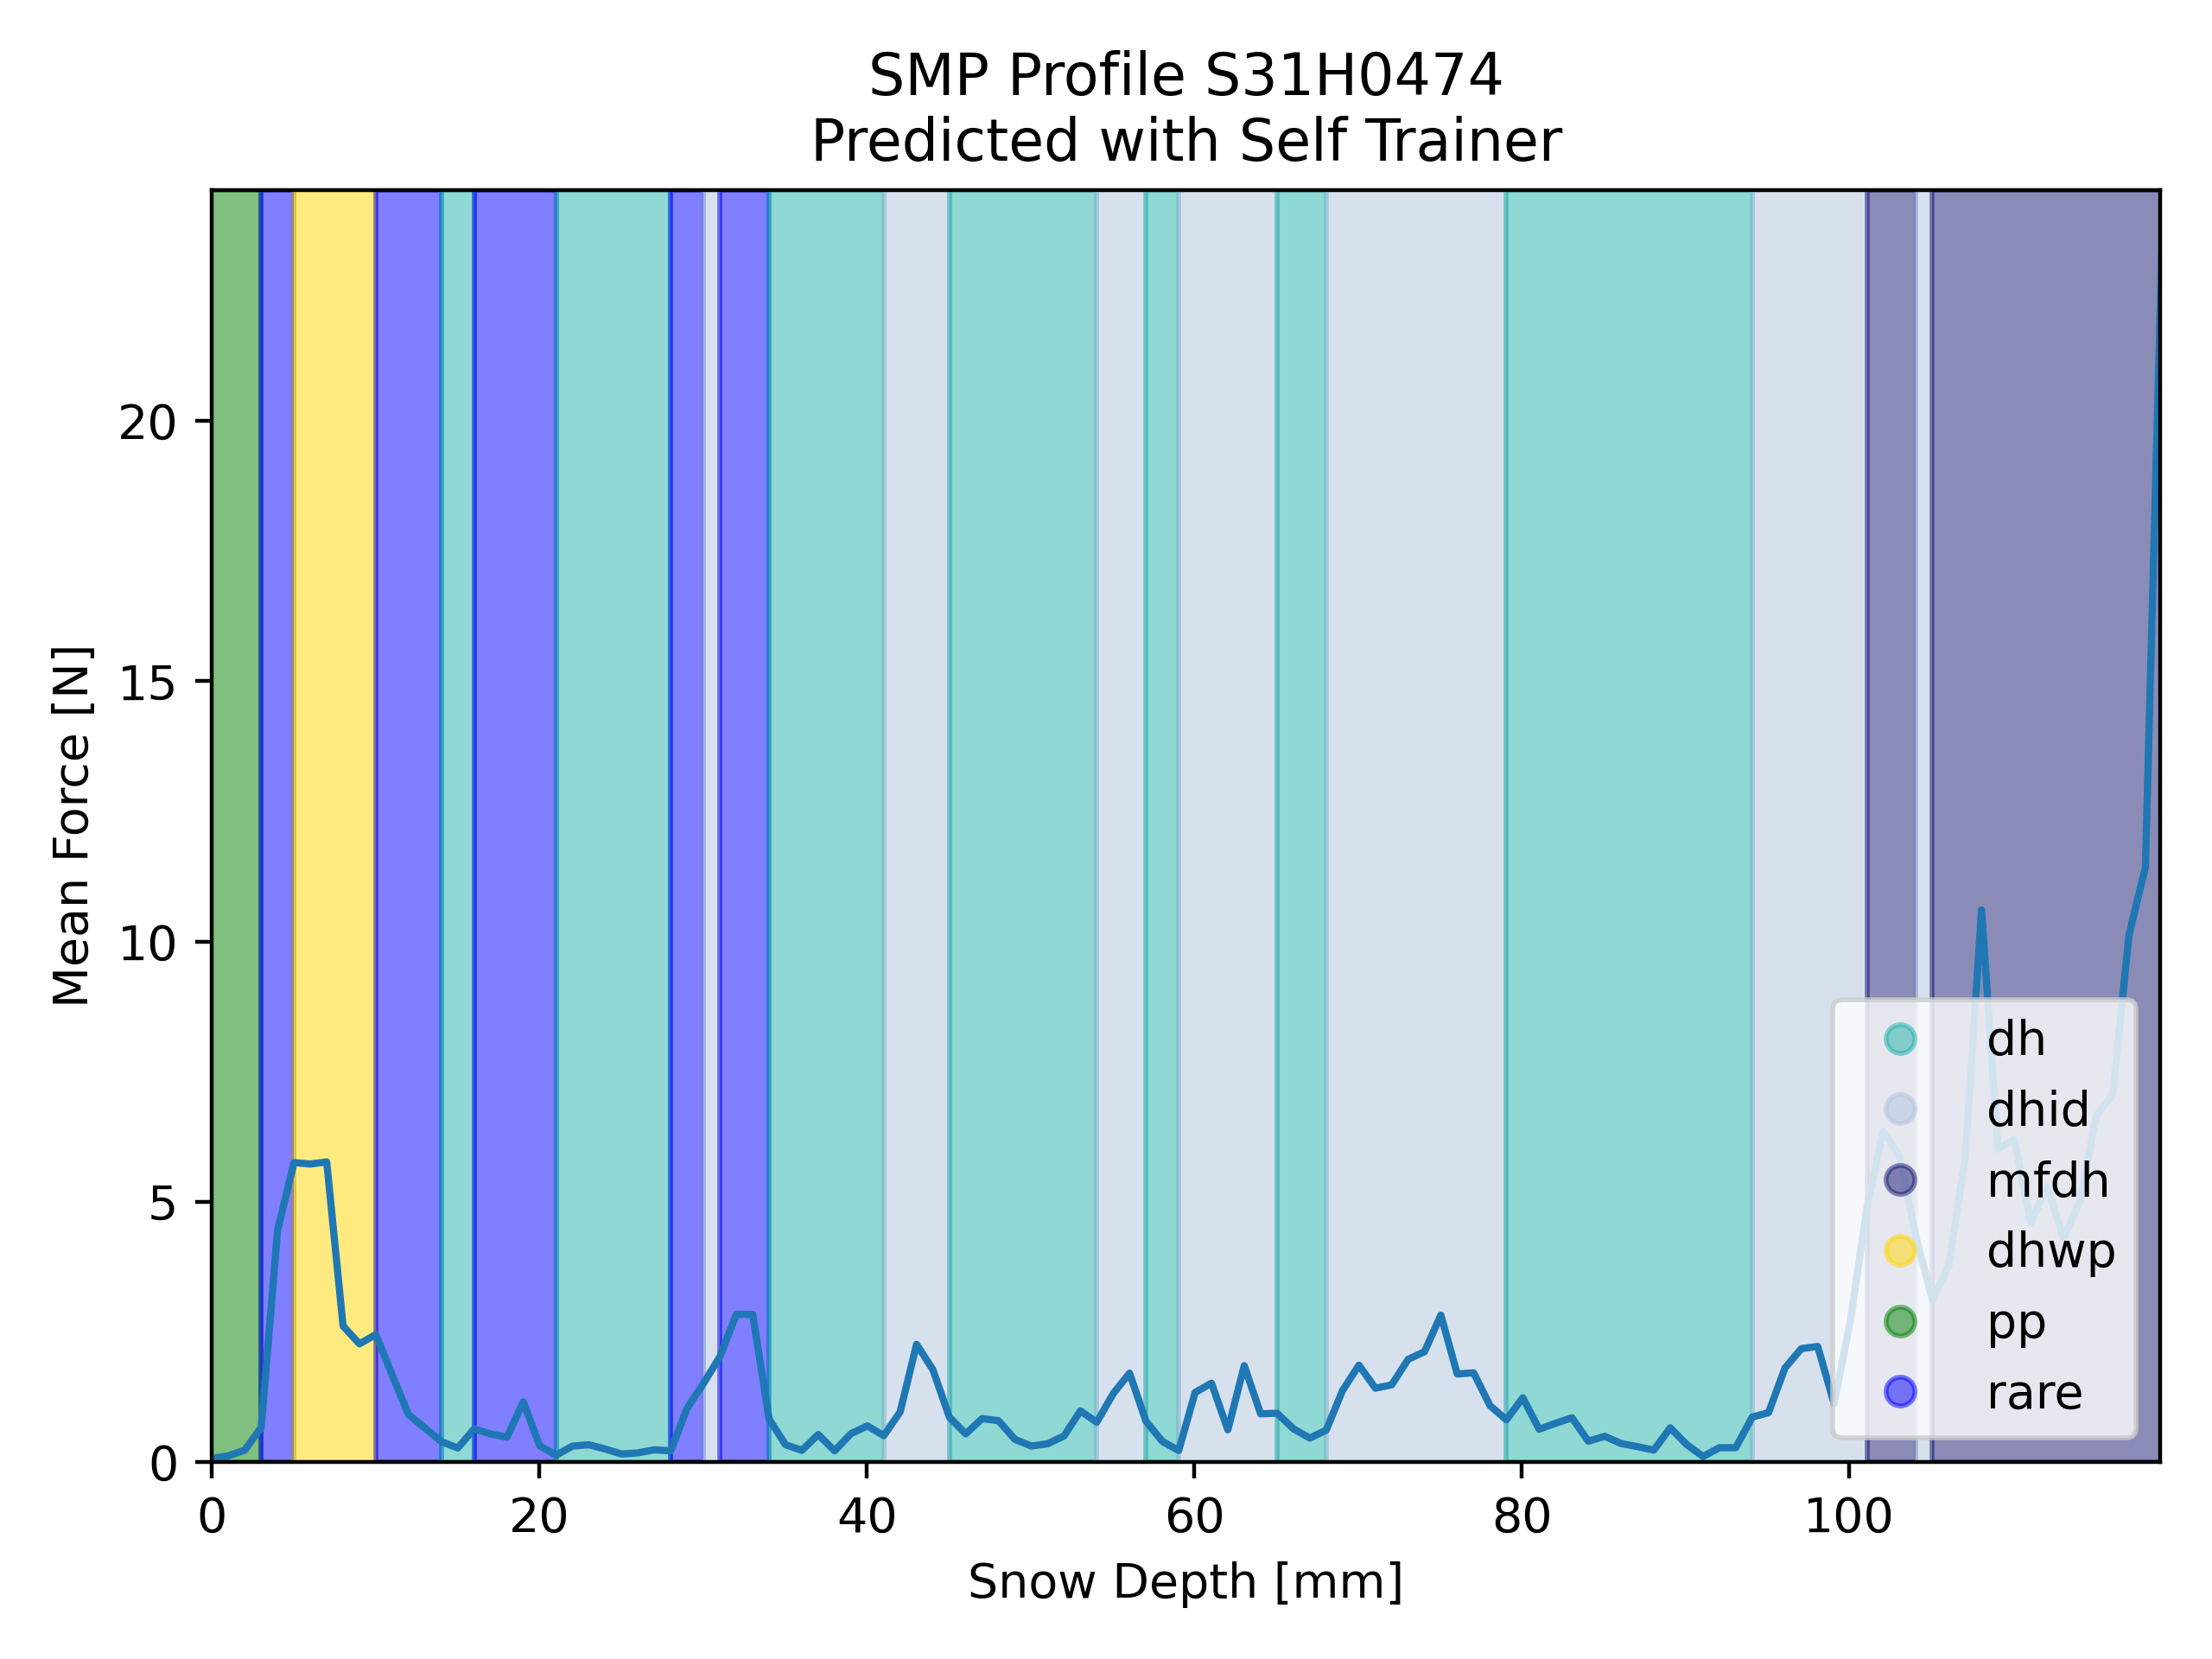 SMP Profile S31H0474
Predicted with Self Trainer
Mean Force [N]
20
15
10
5
0
0 20 40 60 80 100
Snow Depth [mm]
dh
dhid
mfdh
dhwp
pp
rare